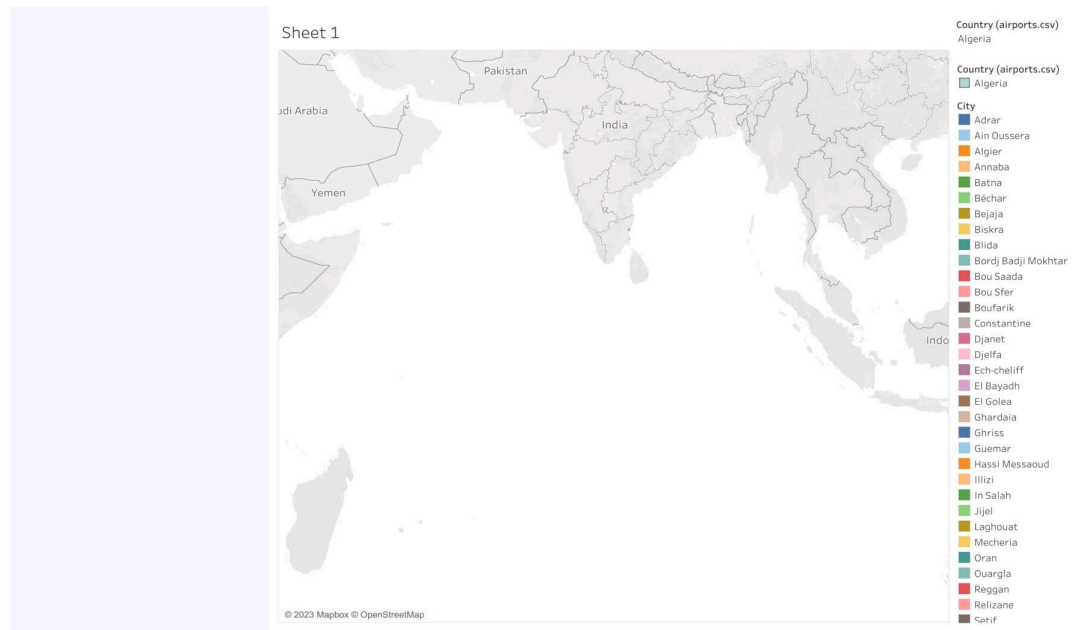 Sheet 1
Pakistan
udi Arabia
India
Yemen
Indo
© 2023 Mapbox © OpenStreetMap
Country (airports.csv)
Algeria
Country (airports.csv)
Algeria
City
Adrar
Ain Oussera
Algier
Annaba
Batna
Béchar
Bejaja
Biskra
Blida
Bordj Badji Mokhtar
Bou Saada
Bou Sfer
Boufarik
Constantine
Djanet
Djelfa
Ech-cheliff
El Bayadh
El Golea
Ghardaia
Ghriss
Guemar
Hassi Messaoud
Illizi
In Salah
Jijel
Laghouat
Mecheria
Oran
Ouargla
Reggan
Relizane
Setif